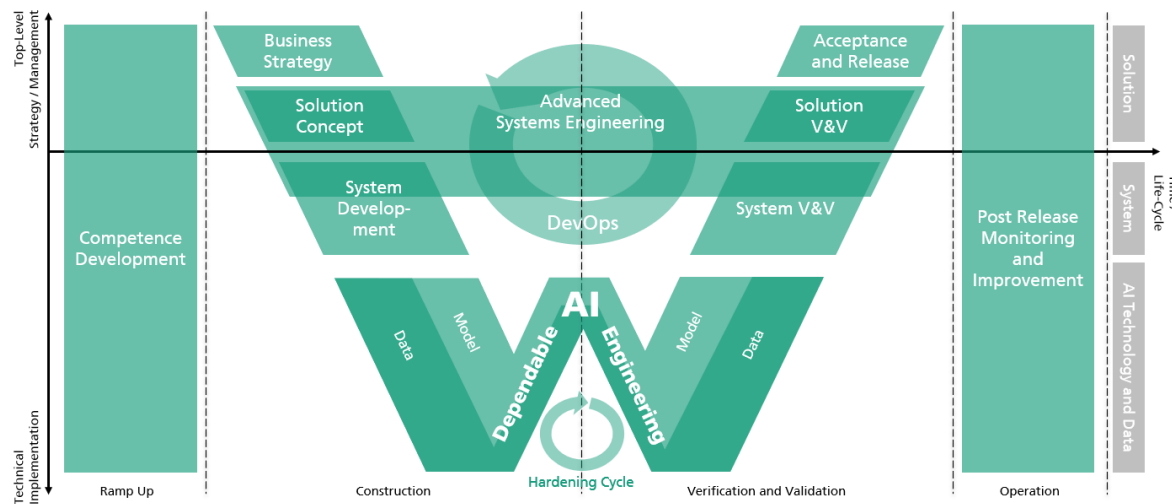 Top-Level
Strategy / Management
Technical
Implementation
Competence
Development
Business
Strategy
Solution
Concept
System
Develop-
ment
Advanced
Systems Engineering
DevOps
Acceptance
and Release
Solution
V&V
System V&V
Data
Model
Dependable
AI
Engineering
Model
Data
Hardening Cycle
Post Release
Monitoring
and
Improvement
Solution
System
AI Technology and Data
Life-Cycle
Ramp Up
Construction
Verification and Validation
Operation